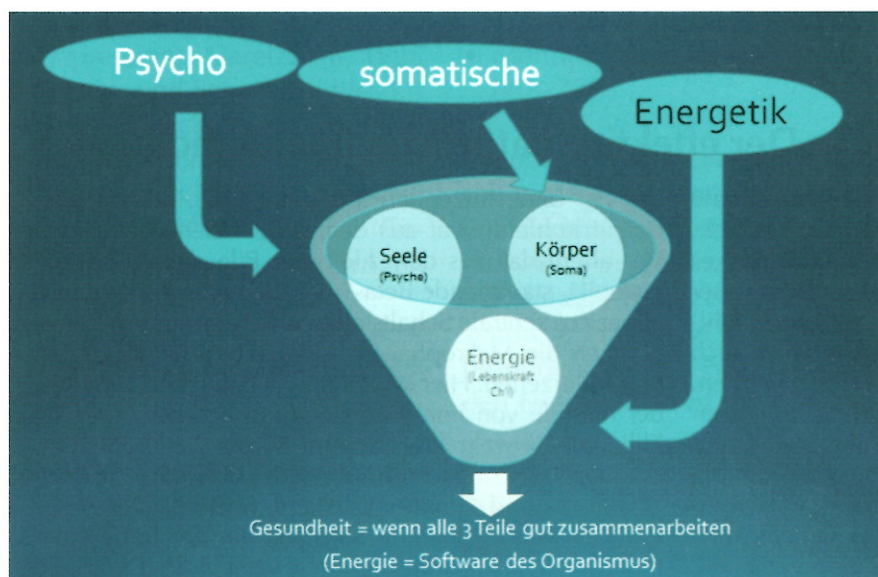 Psycho
somatische
Energetik
Seele
(Psyche)
Körper
(Soma)
Energie
(Lebenskraft
Ch'i)
Gesundheit = wenn alle 3 Teile gut zusammenarbeiten
(Energie = Software des Organismus)